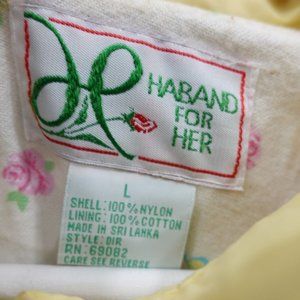 HABAND
FOR
HER
L
SHELL: 100% NYLON
LINING: 100% COTTON
MADE IN SRI LANKA
STYLE: DIR
RN: 69082
CARE SEE REVERSE